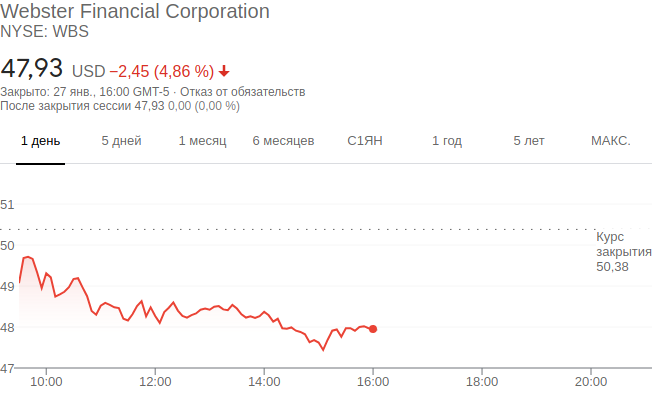 Webster Financial Corporation
NYSE: WBS
47,93 USD −2,45 (4,86 %)
Закрыто: 27 янв., 16:00 GMT-5 · Отказ от обязательств
После закрытия сессии 47,93 0,00 (0,00 %)
1 день 5 дней 1 месяц 6 месяцев С1ЯН 1 год 5 лет МАКС.
51
50
49
48
47
Курс
закрытия
50,38
10:00 12:00 14:00 16:00 18:00 20:00